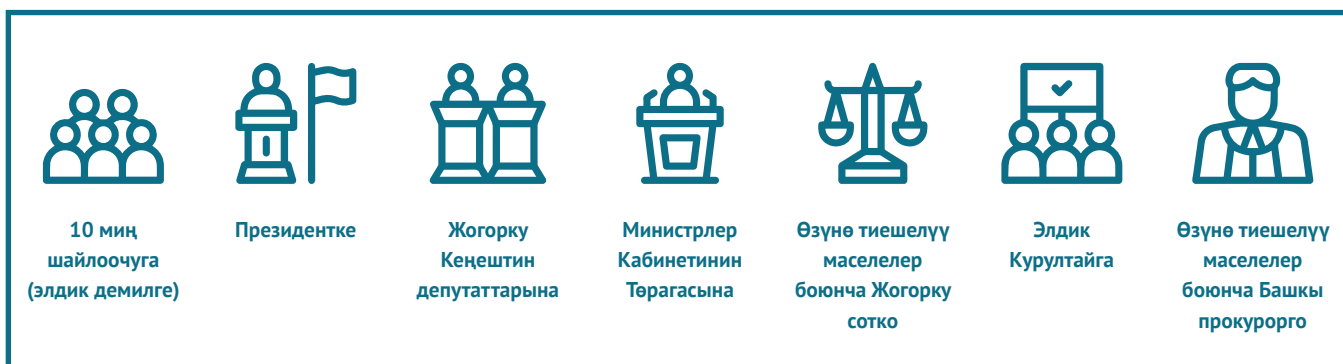 10 миң
шайлоочуга
(элдик демилге)
Президентке
Жогорку
Кеңештин
депутаттарына
Министрлер
Кабинетинин
Төрагасына
Өзүнө тиешелүү
маселелер
боюнча Жогорку
сотко
Элдик
Курултайга
Өзүнө тиешелүү
маселелер
боюнча Башкы
прокурорго